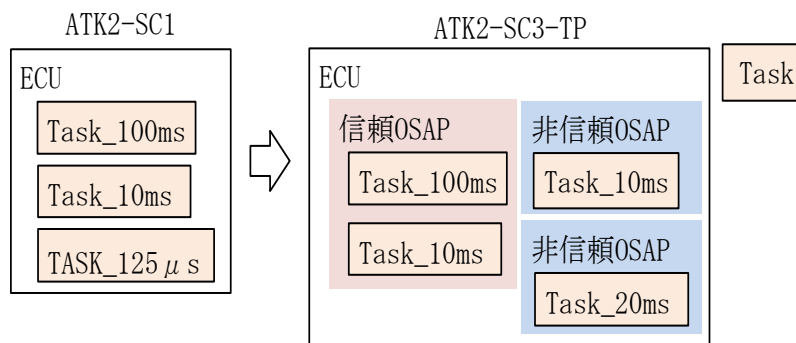 ATK2-SC1
ECU
Task_100ms
Task_10ms
TASK_125μs
ATK2-SC3-TP
ECU
信頼OSAP
Task_100ms
Task_10ms
非信頼OSAP
Task_10ms
非信頼OSAP
Task_20ms
Task